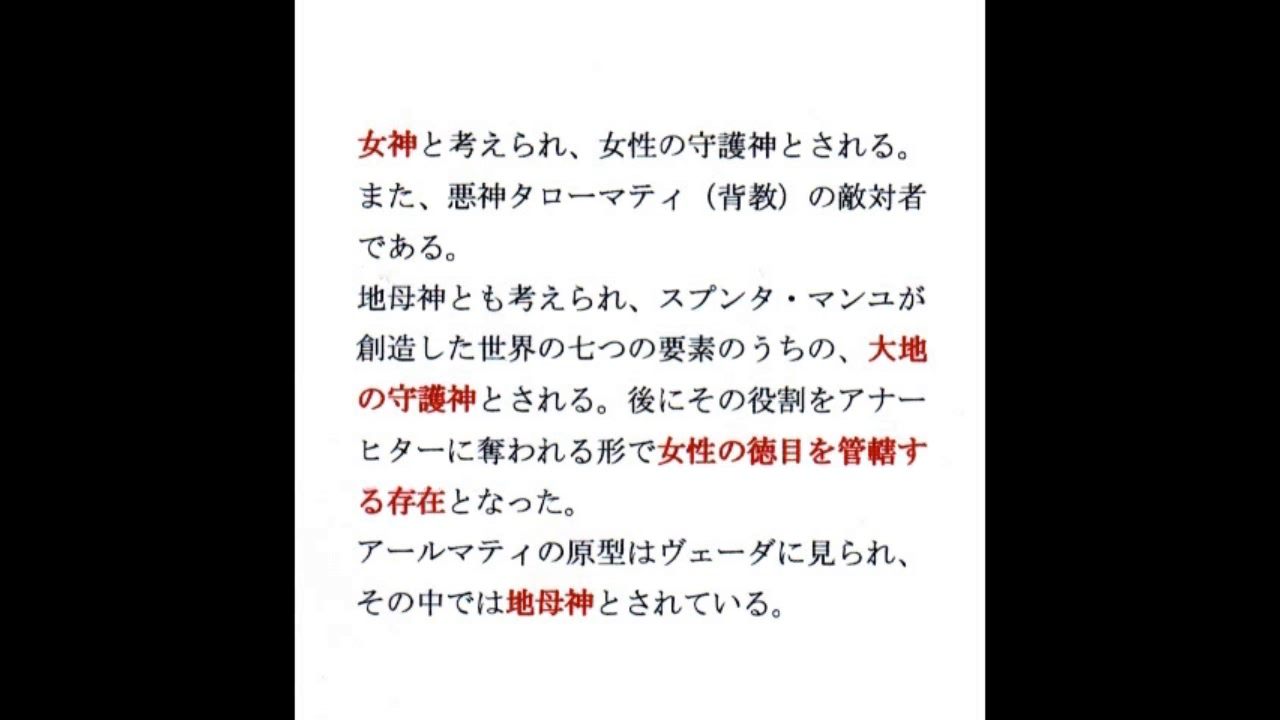 女神と考えられ、女性の守護神とされる。
また、悪神タローマティ（背教）の敵対者
である。
地母神とも考えられ、スプンタ・マンユが
創造した世界の七つの要素のうちの、大地
の守護神とされる。後にその役割をアナー
ヒターに奪われる形で女性の徳目を管轄す
る存在となった。
アールマティの原型はヴェーダに見られ、
その中では地母神とされている。